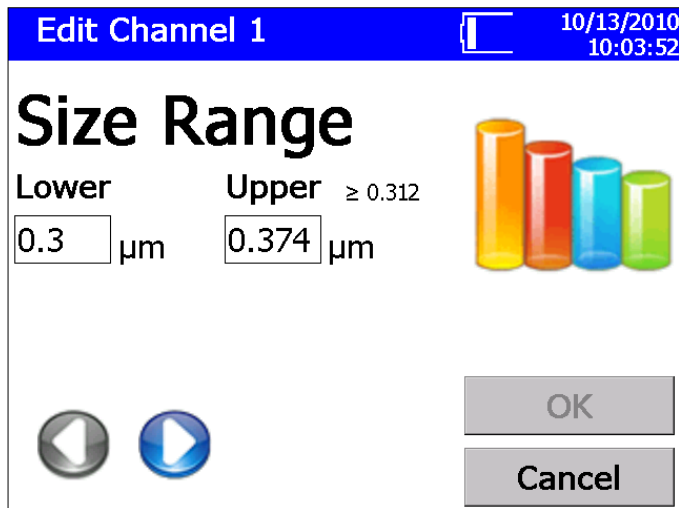 Edit Channel 1
10/13/2010
10:03:52
Size Range
Lower Upper ≥ 0.312
0.3 µm 0.374 µm
OK
Cancel